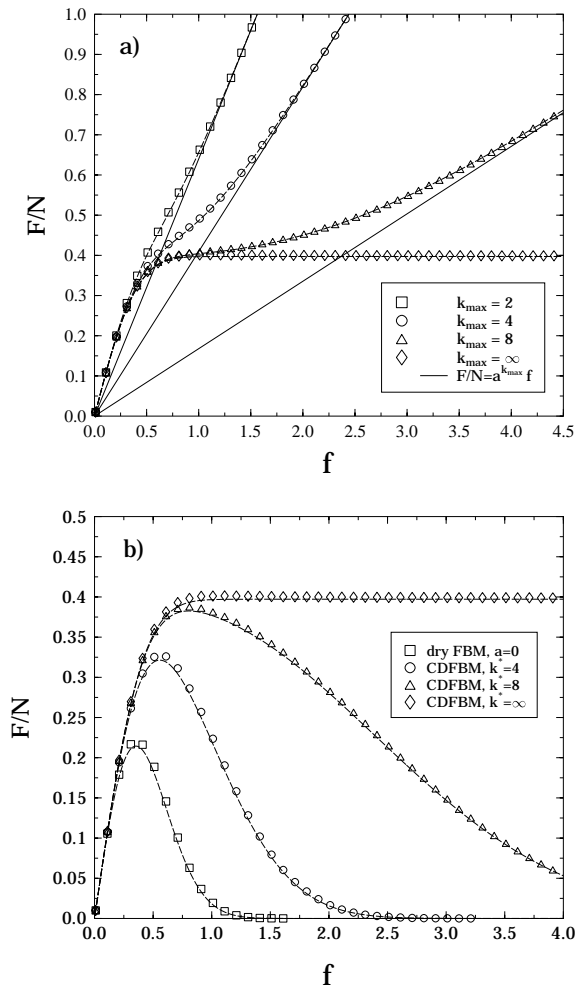 a)
1.0
0.9
0.8
0.7
0.6
0.5
0.4
0.3
0.2
0.1
0.0
F/N
k_max = 2
k_max = 4
k_max = 8
k_max = ∞
F/N=a^k_max f
0.0 0.5 1.0 1.5 2.0 2.5 3.0 3.5 4.0 4.5
f
b)
0.5
0.45
0.4
0.35
0.3
0.25
0.2
0.15
0.1
0.05
0.0
F/N
dry FBM, a=0
CDFBM, k*=4
CDFBM, k*=8
CDFBM, k*=∞
0.0 0.5 1.0 1.5 2.0 2.5 3.0 3.5 4.0
f